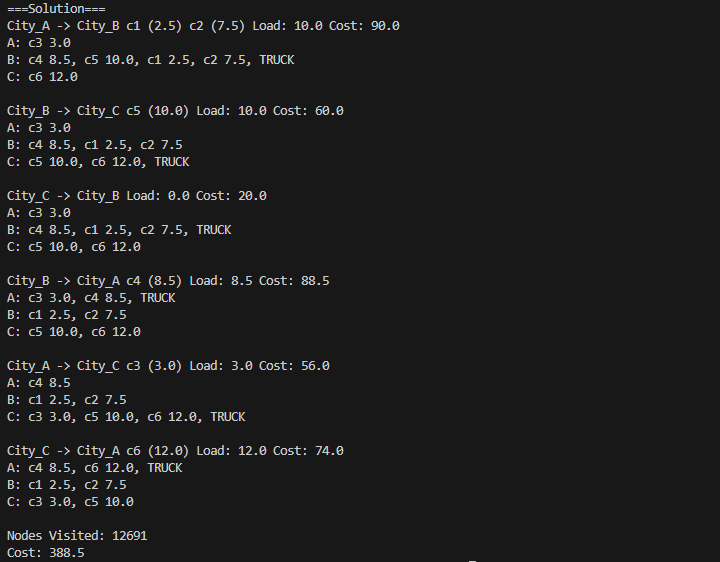 ===Solution===
City_A -> City_B c1 (2.5) c2 (7.5) Load: 10.0 Cost: 90.0
A: c3 3.0
B: c4 8.5, c5 10.0, c1 2.5, c2 7.5, TRUCK
C: c6 12.0

City_B -> City_C c5 (10.0) Load: 10.0 Cost: 60.0
A: c3 3.0
B: c4 8.5, c1 2.5, c2 7.5
C: c5 10.0, c6 12.0, TRUCK

City_C -> City_B Load: 0.0 Cost: 20.0
A: c3 3.0
B: c4 8.5, c1 2.5, c2 7.5, TRUCK
C: c5 10.0, c6 12.0

City_B -> City_A c4 (8.5) Load: 8.5 Cost: 88.5
A: c3 3.0, c4 8.5, TRUCK
B: c1 2.5, c2 7.5
C: c5 10.0, c6 12.0

City_A -> City_C c3 (3.0) Load: 3.0 Cost: 56.0
A: c4 8.5
B: c1 2.5, c2 7.5
C: c3 3.0, c5 10.0, c6 12.0, TRUCK

City_C -> City_A c6 (12.0) Load: 12.0 Cost: 74.0
A: c4 8.5, c6 12.0, TRUCK
B: c1 2.5, c2 7.5
C: c3 3.0, c5 10.0

Nodes Visited: 12691
Cost: 388.5